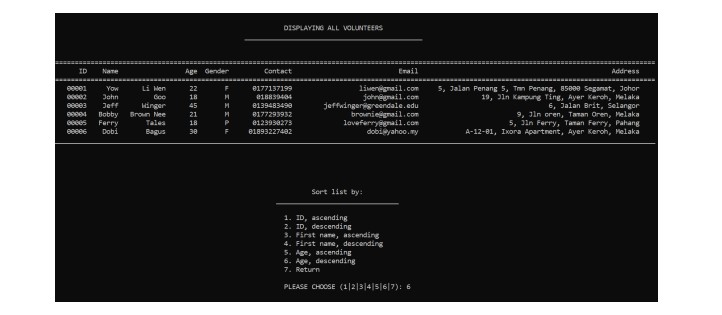 DISPLAYING ALL VOLUNTEERS
ID Name Age Gender Contact Email Address
00001 Yow Li Wen 22 F 0177137199 liwen@gmail.com 5, Jalan Penang 5, Tmn Penang, 85000 Segamat, Johor
00002 John Goo 18 M 018839404 john@gmail.com 19, Jln Kampung Ting, Ayer Keroh, Melaka
00003 Jeff Winger 45 M 0139483490 jeffwinger@greendale.edu 6, Jalan Brit, Selangor
00004 Bobby Brown Nee 21 M 0177293932 brownie@gmail.com 9, Jln oren, Taman Oren, Melaka
00005 Ferry Tales 18 P 0123930273 loveferry@gmail.com 5, Jln Ferry, Taman Ferry, Pahang
00006 Dobi Bagus 30 F 01893227402 dobi@yahoo.my A-12-01, Ixora Apartment, Ayer Keroh, Melaka
Sort list by:
1. ID, ascending
2. ID, descending
3. First name, ascending
4. First name, descending
5. Age, ascending
6. Age, descending
7. Return
PLEASE CHOOSE (1|2|3|4|5|6|7): 6